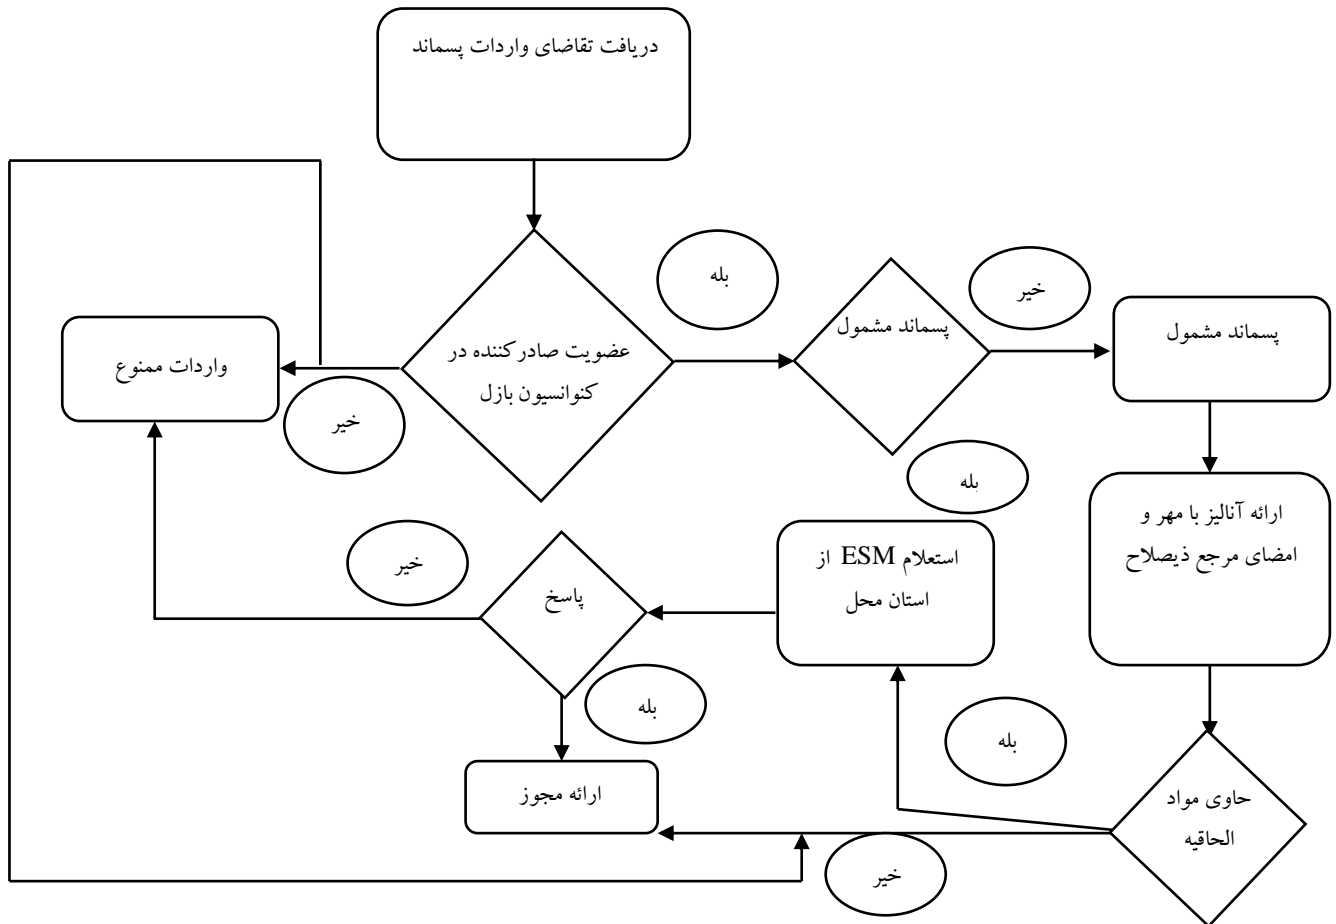 دریافت تقاضای واردات پسماند
بله
خیر
پسماند مشمول
پسماند مشمول
عضویت صادرکننده در
کنوانسیون بازل
واردات ممنوع
خیر
بله
ارائه آنالیز با مهر و
امضای مرجع ذیصلاح
استعلام ESM از
استان محل
خیر
پاسخ
بله
بله
ارائه مجوز
حاوی مواد
الحاقیه
خیر